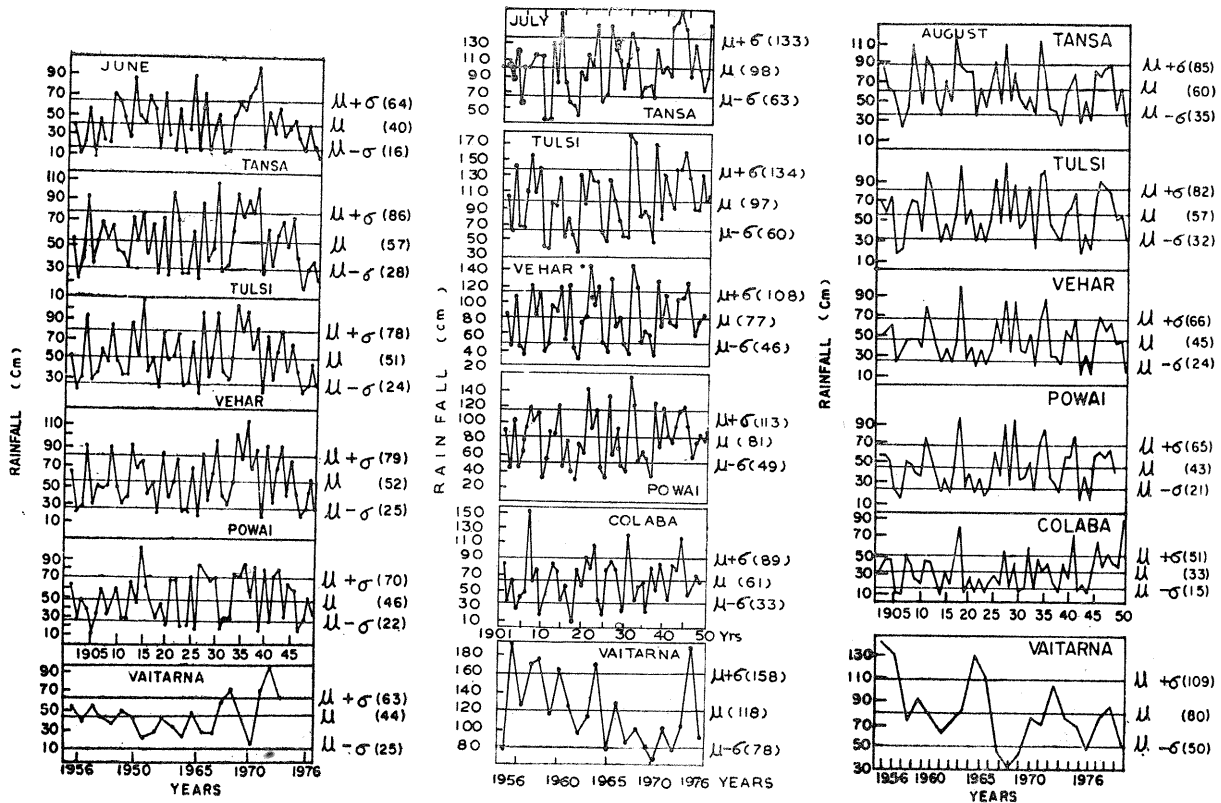 JUNE
90
70
50
30
10
μ+σ (64)
μ (40)
μ-σ (16)
TANSA
90
70
50
30
10
μ+σ (86)
μ (57)
μ-σ (28)
TULSI
90
70
50
30
10
μ+σ (78)
μ (51)
μ-σ (24)
VEHAR
110
90
70
50
30
10
μ+σ (79)
μ (52)
μ-σ (25)
POWAI
90
70
50
30
10
μ+σ (70)
μ (46)
μ-σ (22)
1905 10 15 20 25 30 35 40 45
VAITARNA
90
70
50
30
10
μ+σ (63)
μ (44)
μ-σ (25)
1956 1950 1965 1970 1976
YEARS
RAINFALL (Cm)
JULY
130
110
90
70
50
μ+σ (133)
μ (98)
μ-σ (63)
TANSA
TULSI
170
150
130
110
90
70
50
30
μ+σ (134)
μ (97)
μ-σ (60)
VEHAR
140
120
100
80
60
40
20
μ+σ (108)
μ (77)
μ-σ (46)
140
120
100
80
60
40
20
μ+σ (113)
μ (81)
μ-σ (49)
POWAI
COLABA
150
130
110
90
70
50
30
10
μ+σ (89)
μ (61)
μ-σ (33)
1901 10 20 30 40 50 Yrs
VAITARNA
180
160
140
120
100
80
μ+σ (158)
μ (118)
μ-σ (78)
1956 1960 1965 1970 1976 YEARS
RAINFALL (cm)
AUGUST
TANSA
110
90
70
50
30
10
μ+σ (85)
μ (60)
μ-σ (35)
TULSI
90
70
50
30
10
μ+σ (82)
μ (57)
μ-σ (32)
VEHAR
90
70
50
30
10
μ+σ (66)
μ (45)
μ-σ (24)
POWAI
90
70
50
30
10
μ+σ (65)
μ (43)
μ-σ (21)
COLABA
90
70
50
30
10
μ+σ (51)
μ (33)
μ-σ (15)
1905 10 15 20 25 30 35 40 45 50
VAITARNA
130
110
90
70
50
30
μ+σ (109)
μ (80)
μ-σ (50)
1956 1960 1970 1976
YEARS
RAINFALL (Cm)